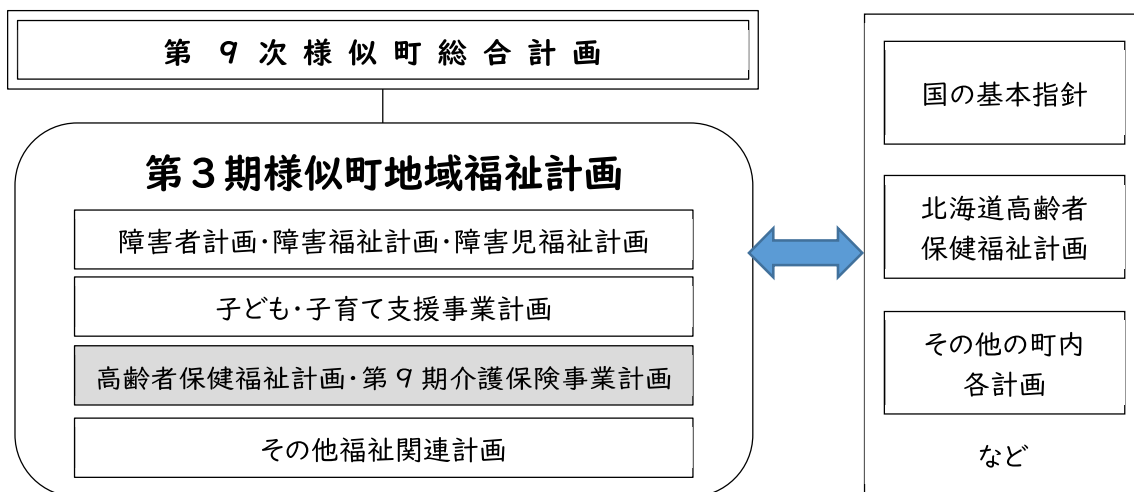 第9次様似町総合計画
第3期様似町地域福祉計画
障害者計画・障害福祉計画・障害児福祉計画
子ども・子育て支援事業計画
高齢者保健福祉計画・第9期介護保険事業計画
その他福祉関連計画
国の基本指針
北海道高齢者
保健福祉計画
その他の町内
各計画
など